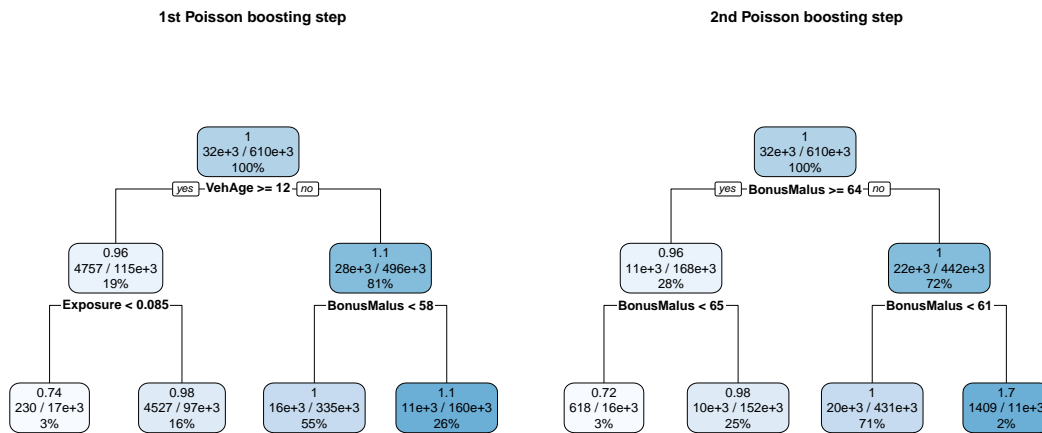 1st Poisson boosting step
1
32e+3 / 610e+3
100%
yes VehAge >= 12 no
0.96
4757 / 115e+3
19%
Exposure < 0.085
1.1
28e+3 / 496e+3
81%
BonusMalus < 58
0.74
230 / 17e+3
3%
0.98
4527 / 97e+3
16%
1
16e+3 / 335e+3
55%
1.1
11e+3 / 160e+3
26%
2nd Poisson boosting step
1
32e+3 / 610e+3
100%
yes BonusMalus >= 64 no
0.96
11e+3 / 168e+3
28%
BonusMalus < 65
1
22e+3 / 442e+3
72%
BonusMalus < 61
0.72
618 / 16e+3
3%
0.98
10e+3 / 152e+3
25%
1
20e+3 / 431e+3
71%
1.7
1409 / 11e+3
2%